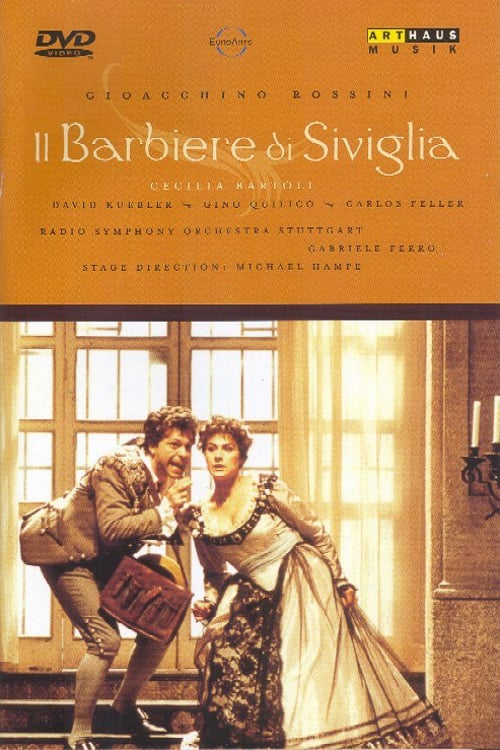 DVD
VIDEO
EuroArts
ARTHAUS
MUSIK
GIOACCHINO ROSSINI
Il Barbiere di Siviglia
CECILIA BARTOLI
DAVID KUEBLER ~ GINO QUILICO ~ CARLOS FELLER
RADIO SYMPHONY ORCHESTRA STUTTGART
GABRIELE FERRO
STAGE DIRECTION: MICHAEL HAMPE